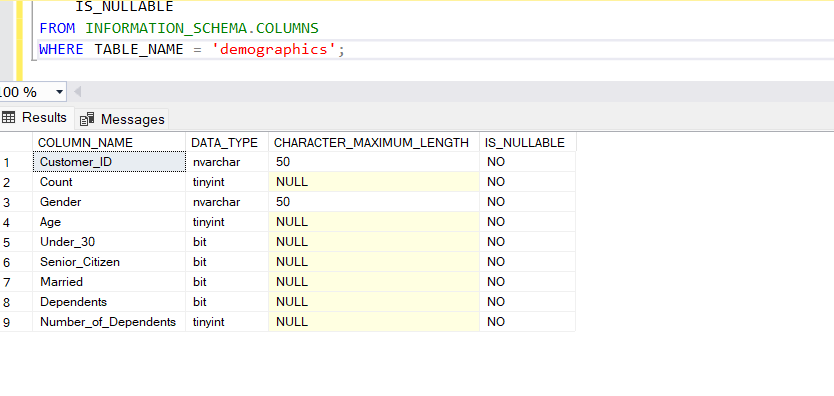 IS_NULLABLE
FROM INFORMATION_SCHEMA.COLUMNS
WHERE TABLE_NAME = 'demographics';
.00 %
Results Messages
COLUMN_NAME DATA_TYPE CHARACTER_MAXIMUM_LENGTH IS_NULLABLE
1 Customer_ID nvarchar 50 NO
2 Count tinyint NULL NO
3 Gender nvarchar 50 NO
4 Age tinyint NULL NO
5 Under_30 bit NULL NO
6 Senior_Citizen bit NULL NO
7 Married bit NULL NO
8 Dependents bit NULL NO
9 Number_of_Dependents tinyint NULL NO